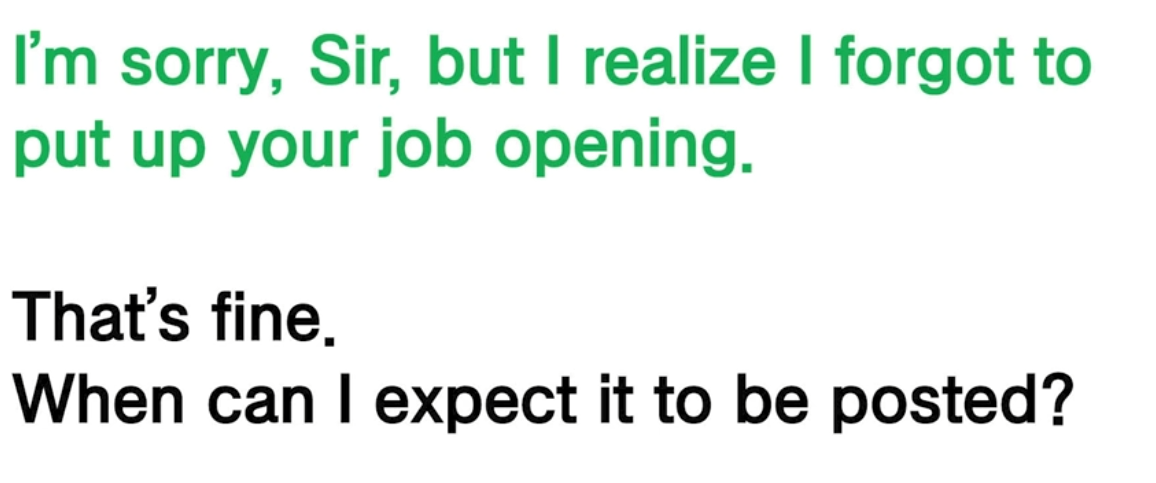 I’m sorry, Sir, but I realize I forgot to
put up your job opening.
That’s fine.
When can I expect it to be posted?